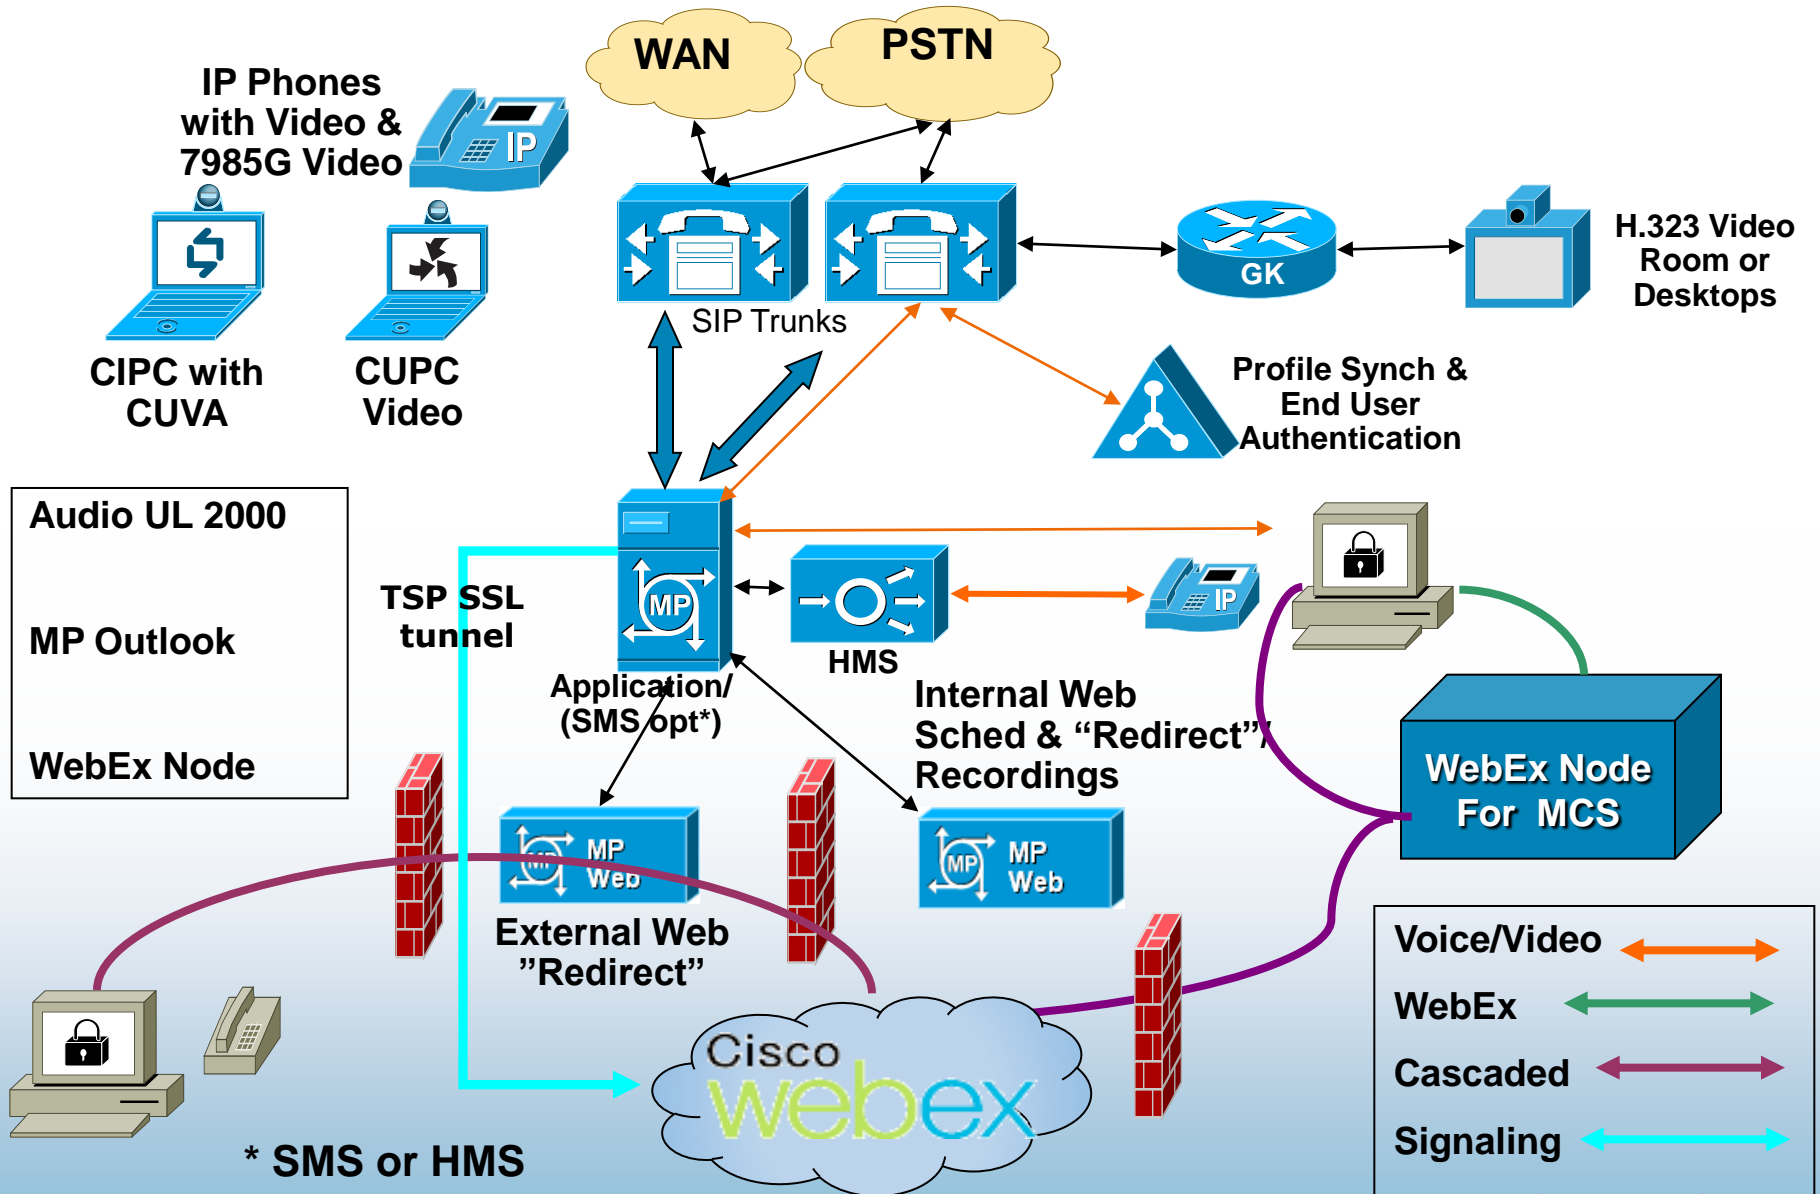 WAN
PSTN
IP Phones
with Video &
7985G Video
IP
H.323 Video
Room or
Desktops
GK
SIP Trunks
CIPC with
CUVA
CUPC
Video
Profile Synch &
End User
Authentication
Audio UL 2000
MP Outlook
WebEx Node
TSP SSL
tunnel
MP
HMS
IP
Application/
(SMS opt*)
Internal Web
Sched & “Redirect”/
Recordings
WebEx Node
For MCS
MP
MP
Web
MP
MP
Web
External Web
”Redirect”
Voice/Video
WebEx
Cascaded
Signaling
Cisco
webex
* SMS or HMS